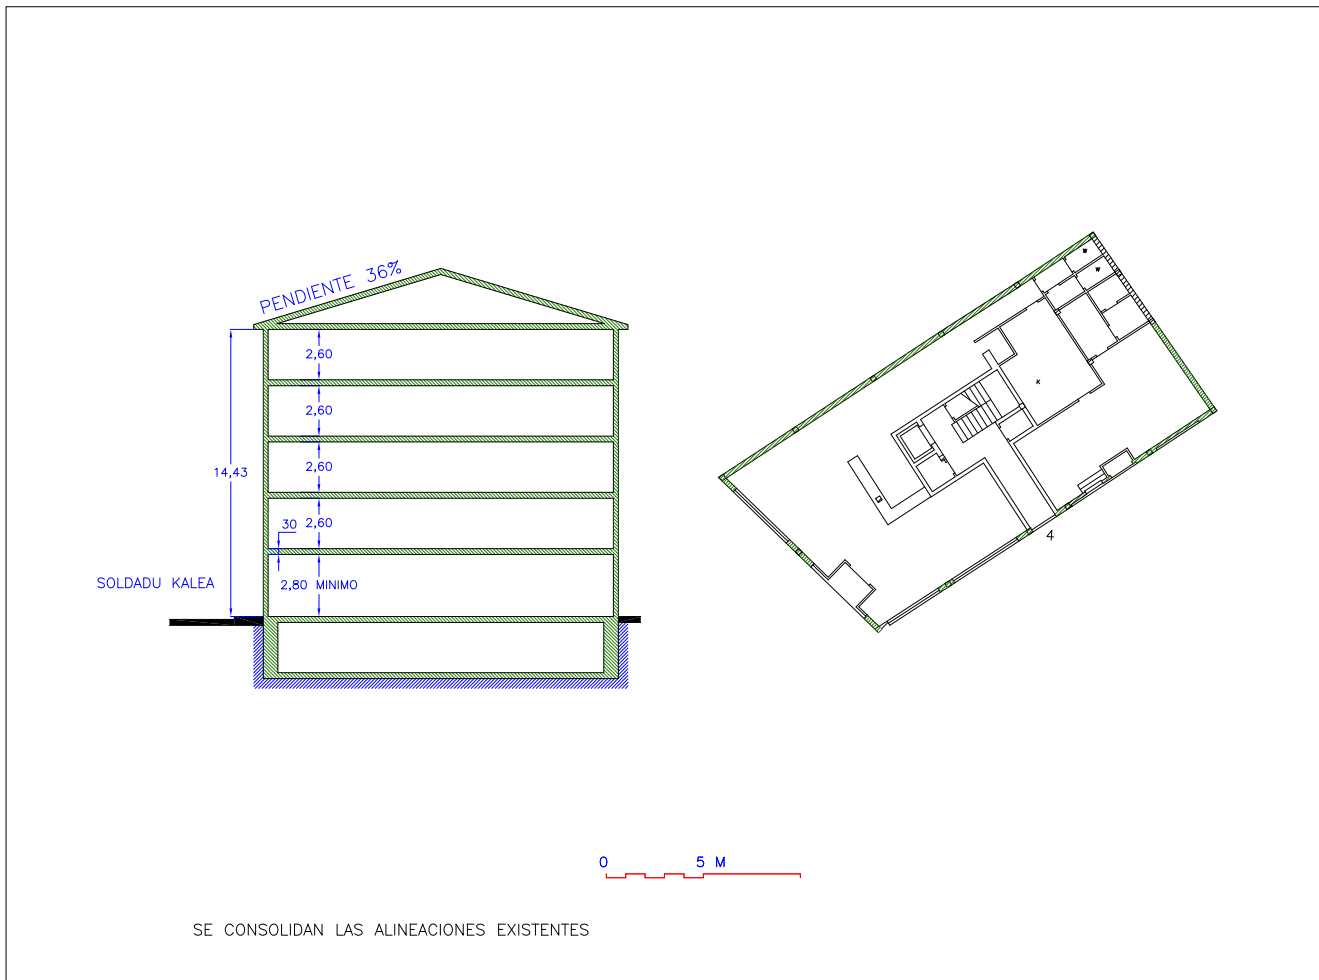 PENDIENTE 36%
2,60
2,60
14,43
2,60
30 2,60
SOLDADU KALEA
2,80 MINIMO
4
0 5 M
SE CONSOLIDAN LAS ALINEACIONES EXISTENTES